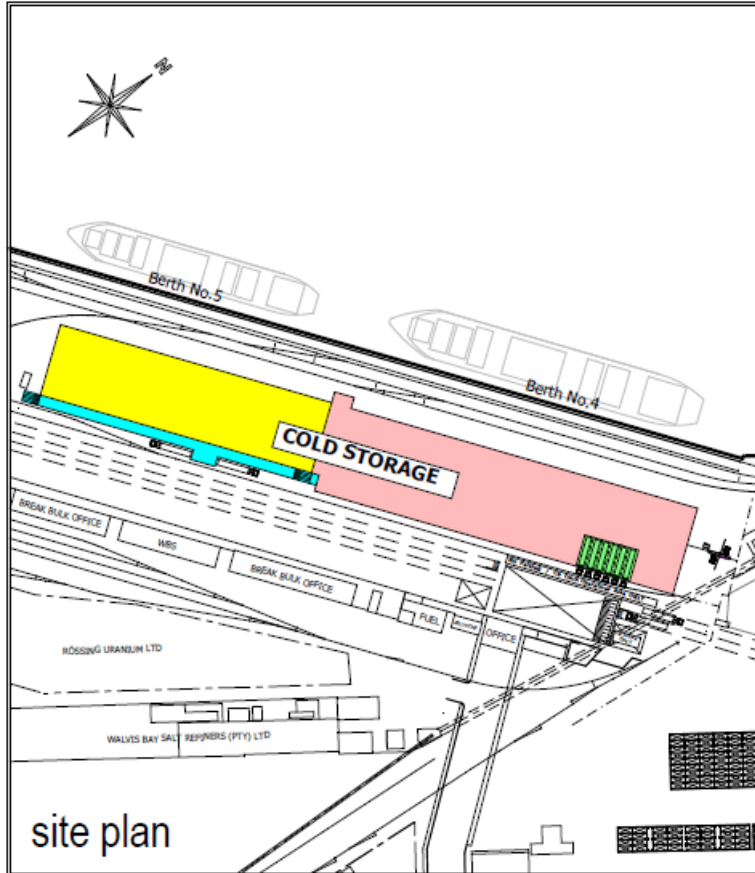 N
Berth No.5
Berth No.4
COLD STORAGE
BREAK BULK OFFICE
WBS
BREAK BULK OFFICE
FUEL
OFFICE
RÖSSING URANIUM LTD
WALVIS BAY SALT REFINERS (PTY) LTD
site plan